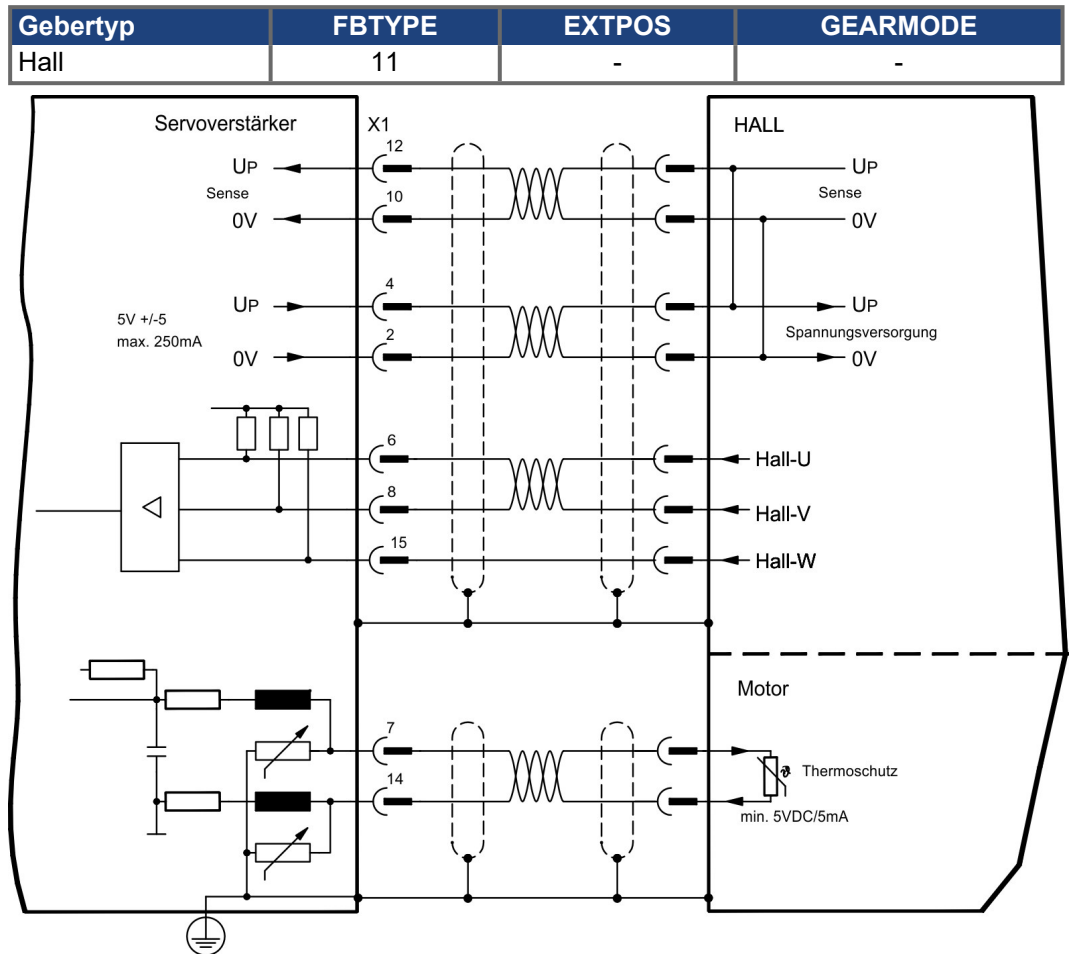 Gebertyp FBTYPE EXTPOS GEARMODE
Hall 11 - -
Servoverstärker X1 HALL
12
UP UP
Sense Sense
10
0V 0V
4
UP UP
5V +/-5
max. 250mA
Spannungsversorgung
2
0V 0V
6
Hall-U
8
Hall-V
15
Hall-W
Motor
7
Thermoschutz
14
min. 5VDC/5mA